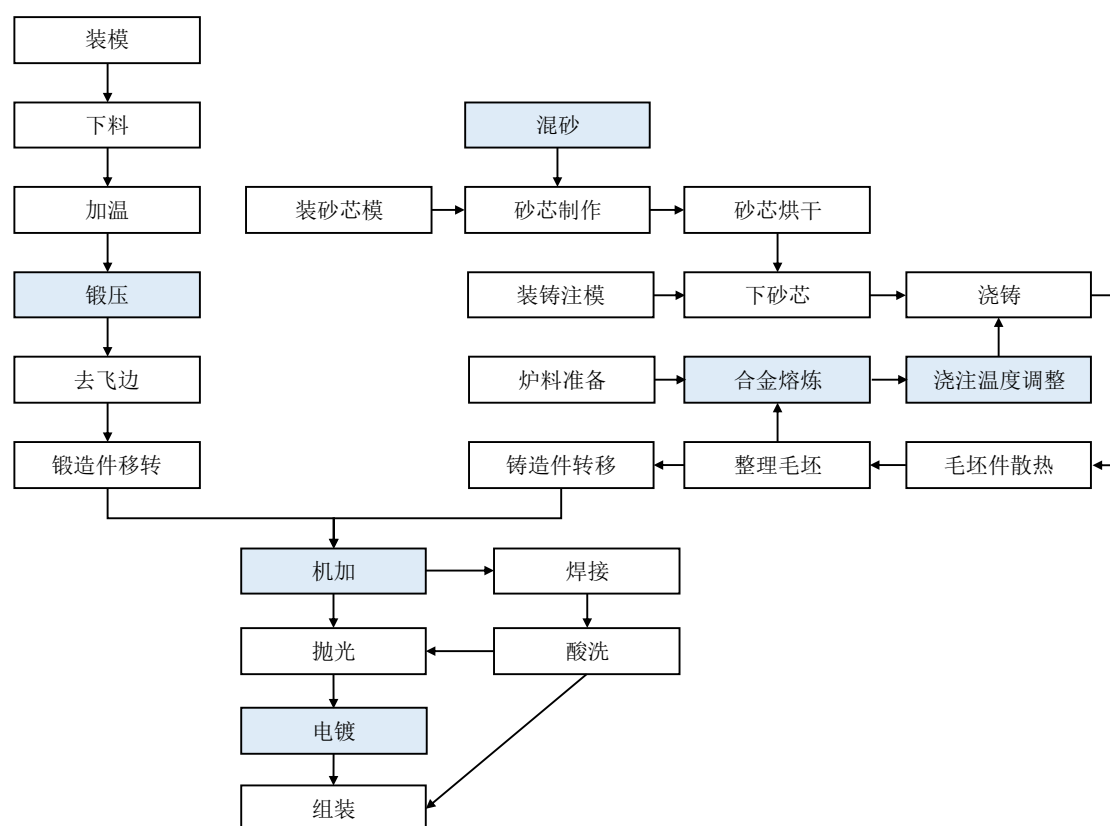 装模
下料
混砂
加温
装砂芯模
砂芯制作
砂芯烘干
锻压
装铸注模
下砂芯
浇铸
去飞边
炉料准备
合金熔炼
浇注温度调整
锻造件移转
铸造件转移
整理毛坯
毛坯件散热
机加
焊接
抛光
酸洗
电镀
组装